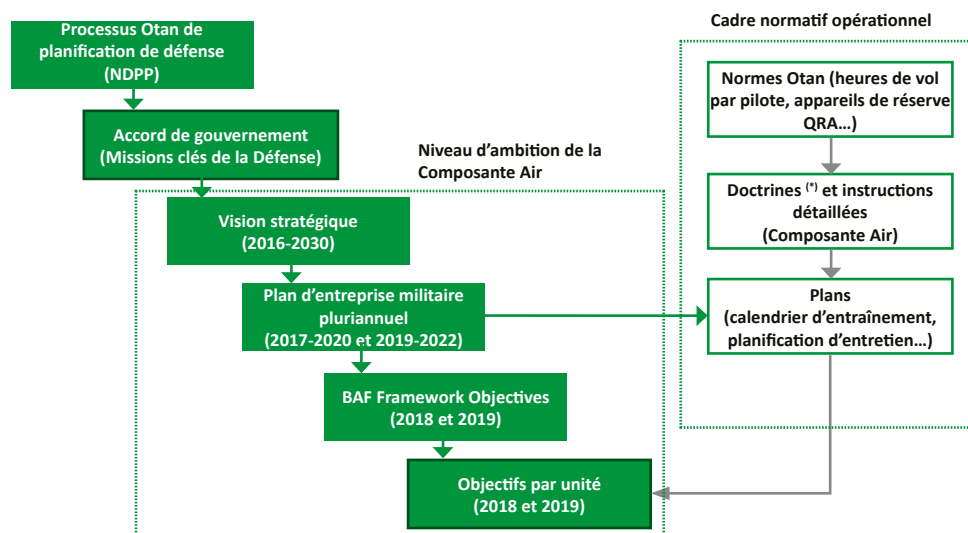 Processus Otan de
planification de défense
(NDPP)
Accord de gouvernement
(Missions clés de la Défense)
Niveau d'ambition de la
Composante Air
Vision stratégique
(2016-2030)
Plan d'entreprise militaire
pluriannuel
(2017-2020 et 2019-2022)
BAF Framework Objectives
(2018 et 2019)
Objectifs par unité
(2018 et 2019)
Cadre normatif opérationnel
Normes Otan (heures de vol
par pilote, appareils de réserve
QRA…)
Doctrines (*) et instructions
détaillées
(Composante Air)
Plans
(calendrier d'entraînement,
planification d'entretien…)